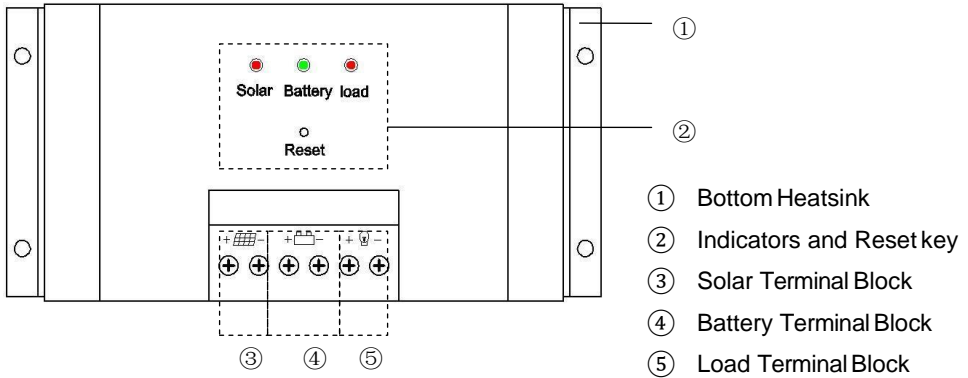 ①
Solar Battery load
②
Reset
① Bottom Heatsink
② Indicators and Reset key
+ - + - + -
③ Solar Terminal Block
④ Battery Terminal Block
③ ④ ⑤
⑤ Load Terminal Block